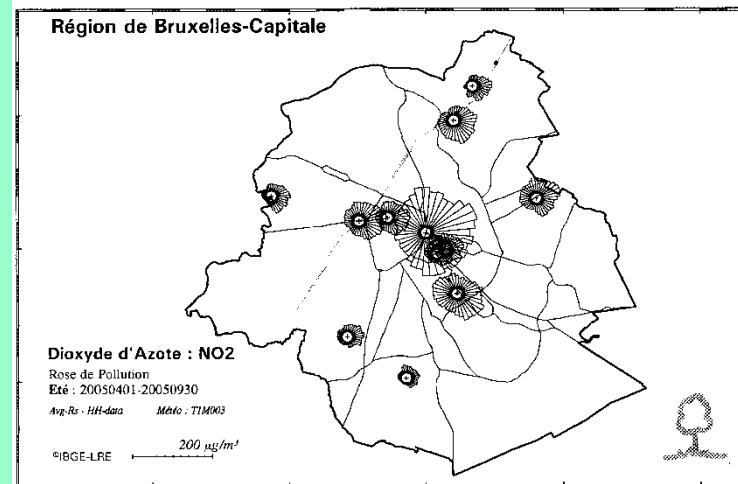 Région de Bruxelles-Capitale
Dioxyde d'Azote : NO2
Rose de Pollution
Eté : 20050401-20050930
Avg-Rs - HH-data Météo : T1M003
200 µg/m³
©IBGE-LRE